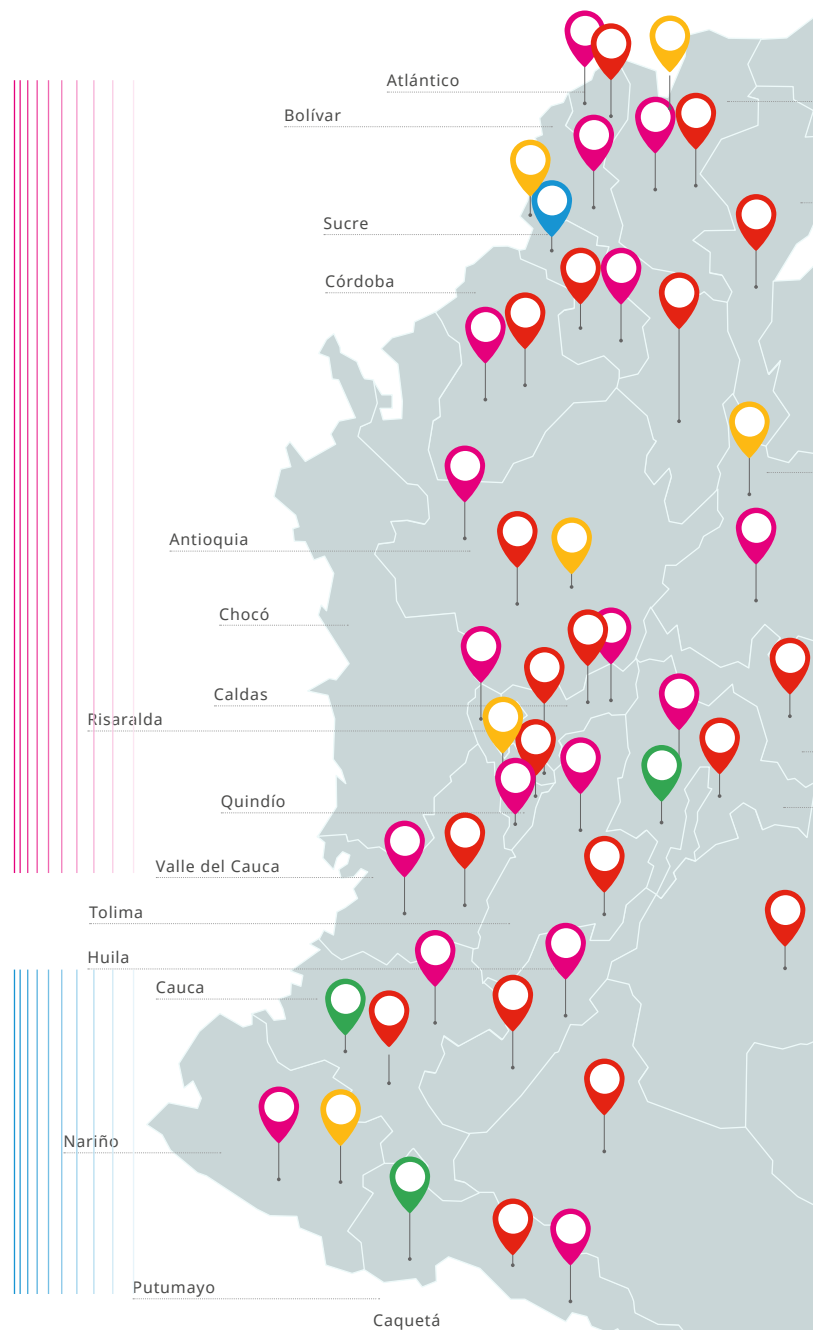 Atlántico
Bolívar
Sucre
Córdoba
Antioquia
Chocó
Caldas
Risaralda
Quindío
Valle del Cauca
Tolima
Huila
Cauca
Nariño
Putumayo
Caquetá